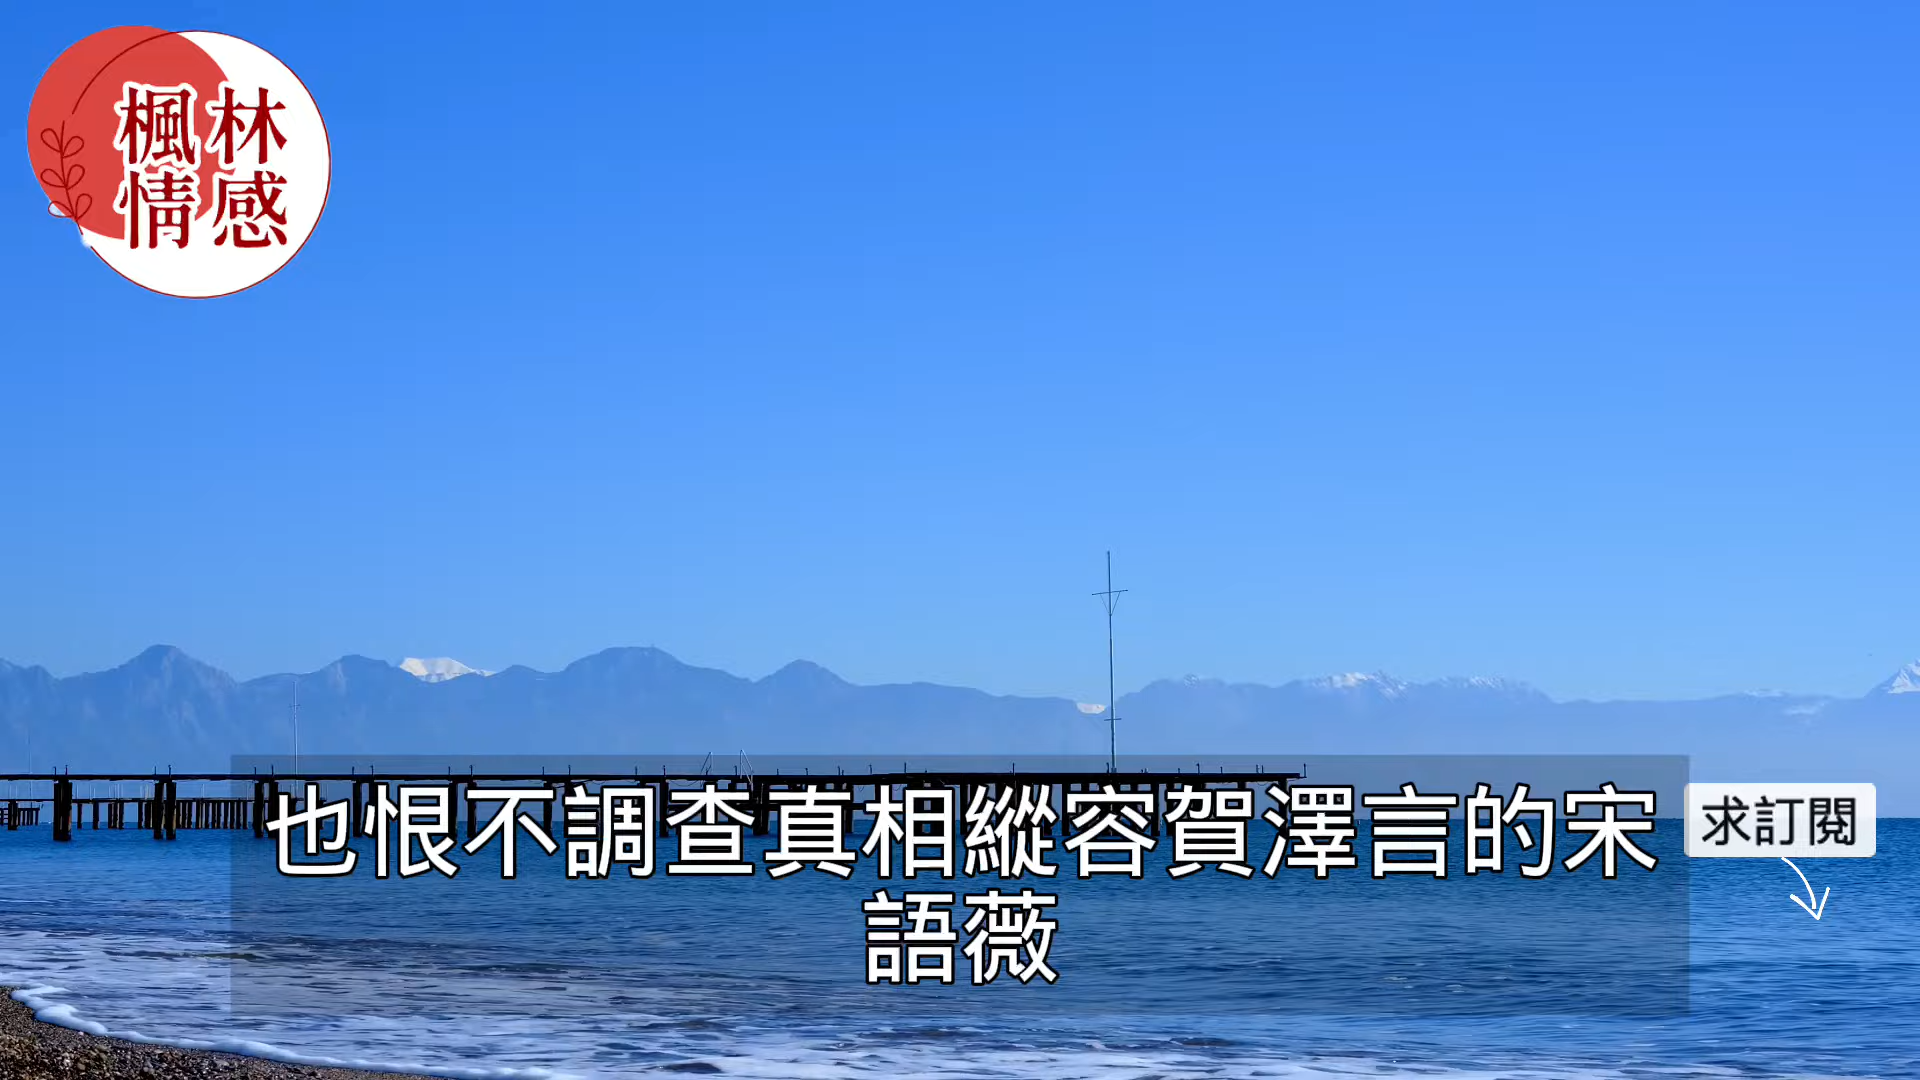 楓林
情感
也恨不調查真相縱容賀澤言的宋
語薇
求訂閱